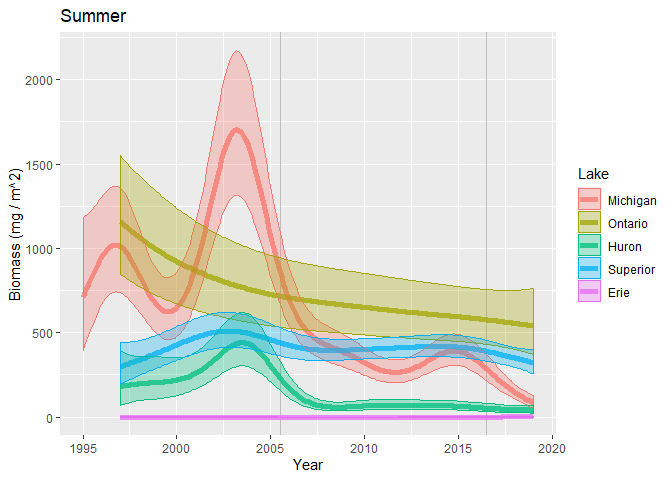 Summer
Biomass (mg / m^2)
2000
1500
1000
500
0
1995
2000
2005
2010
2015
2020
Year
Lake
Michigan
Ontario
Huron
Superior
Erie